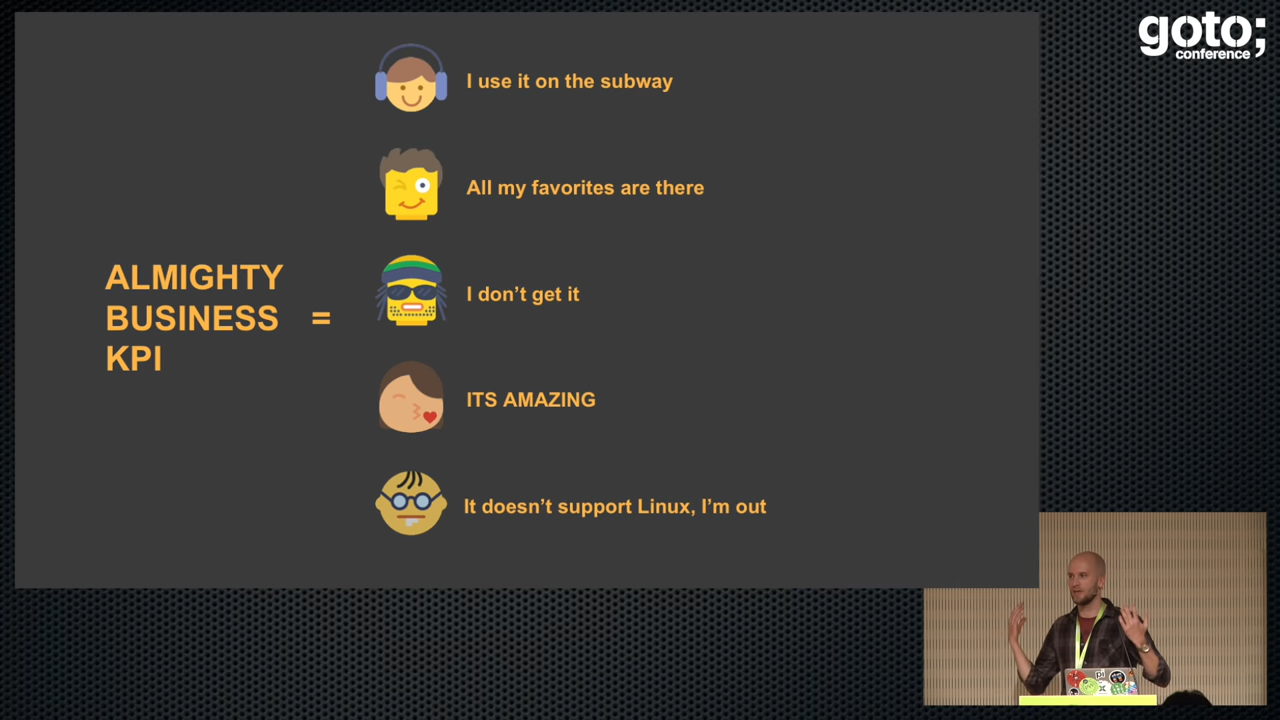 goto;
conference
I use it on the subway
All my favorites are there
ALMIGHTY
BUSINESS =
KPI
I don't get it
ITS AMAZING
It doesn't support Linux, I'm out